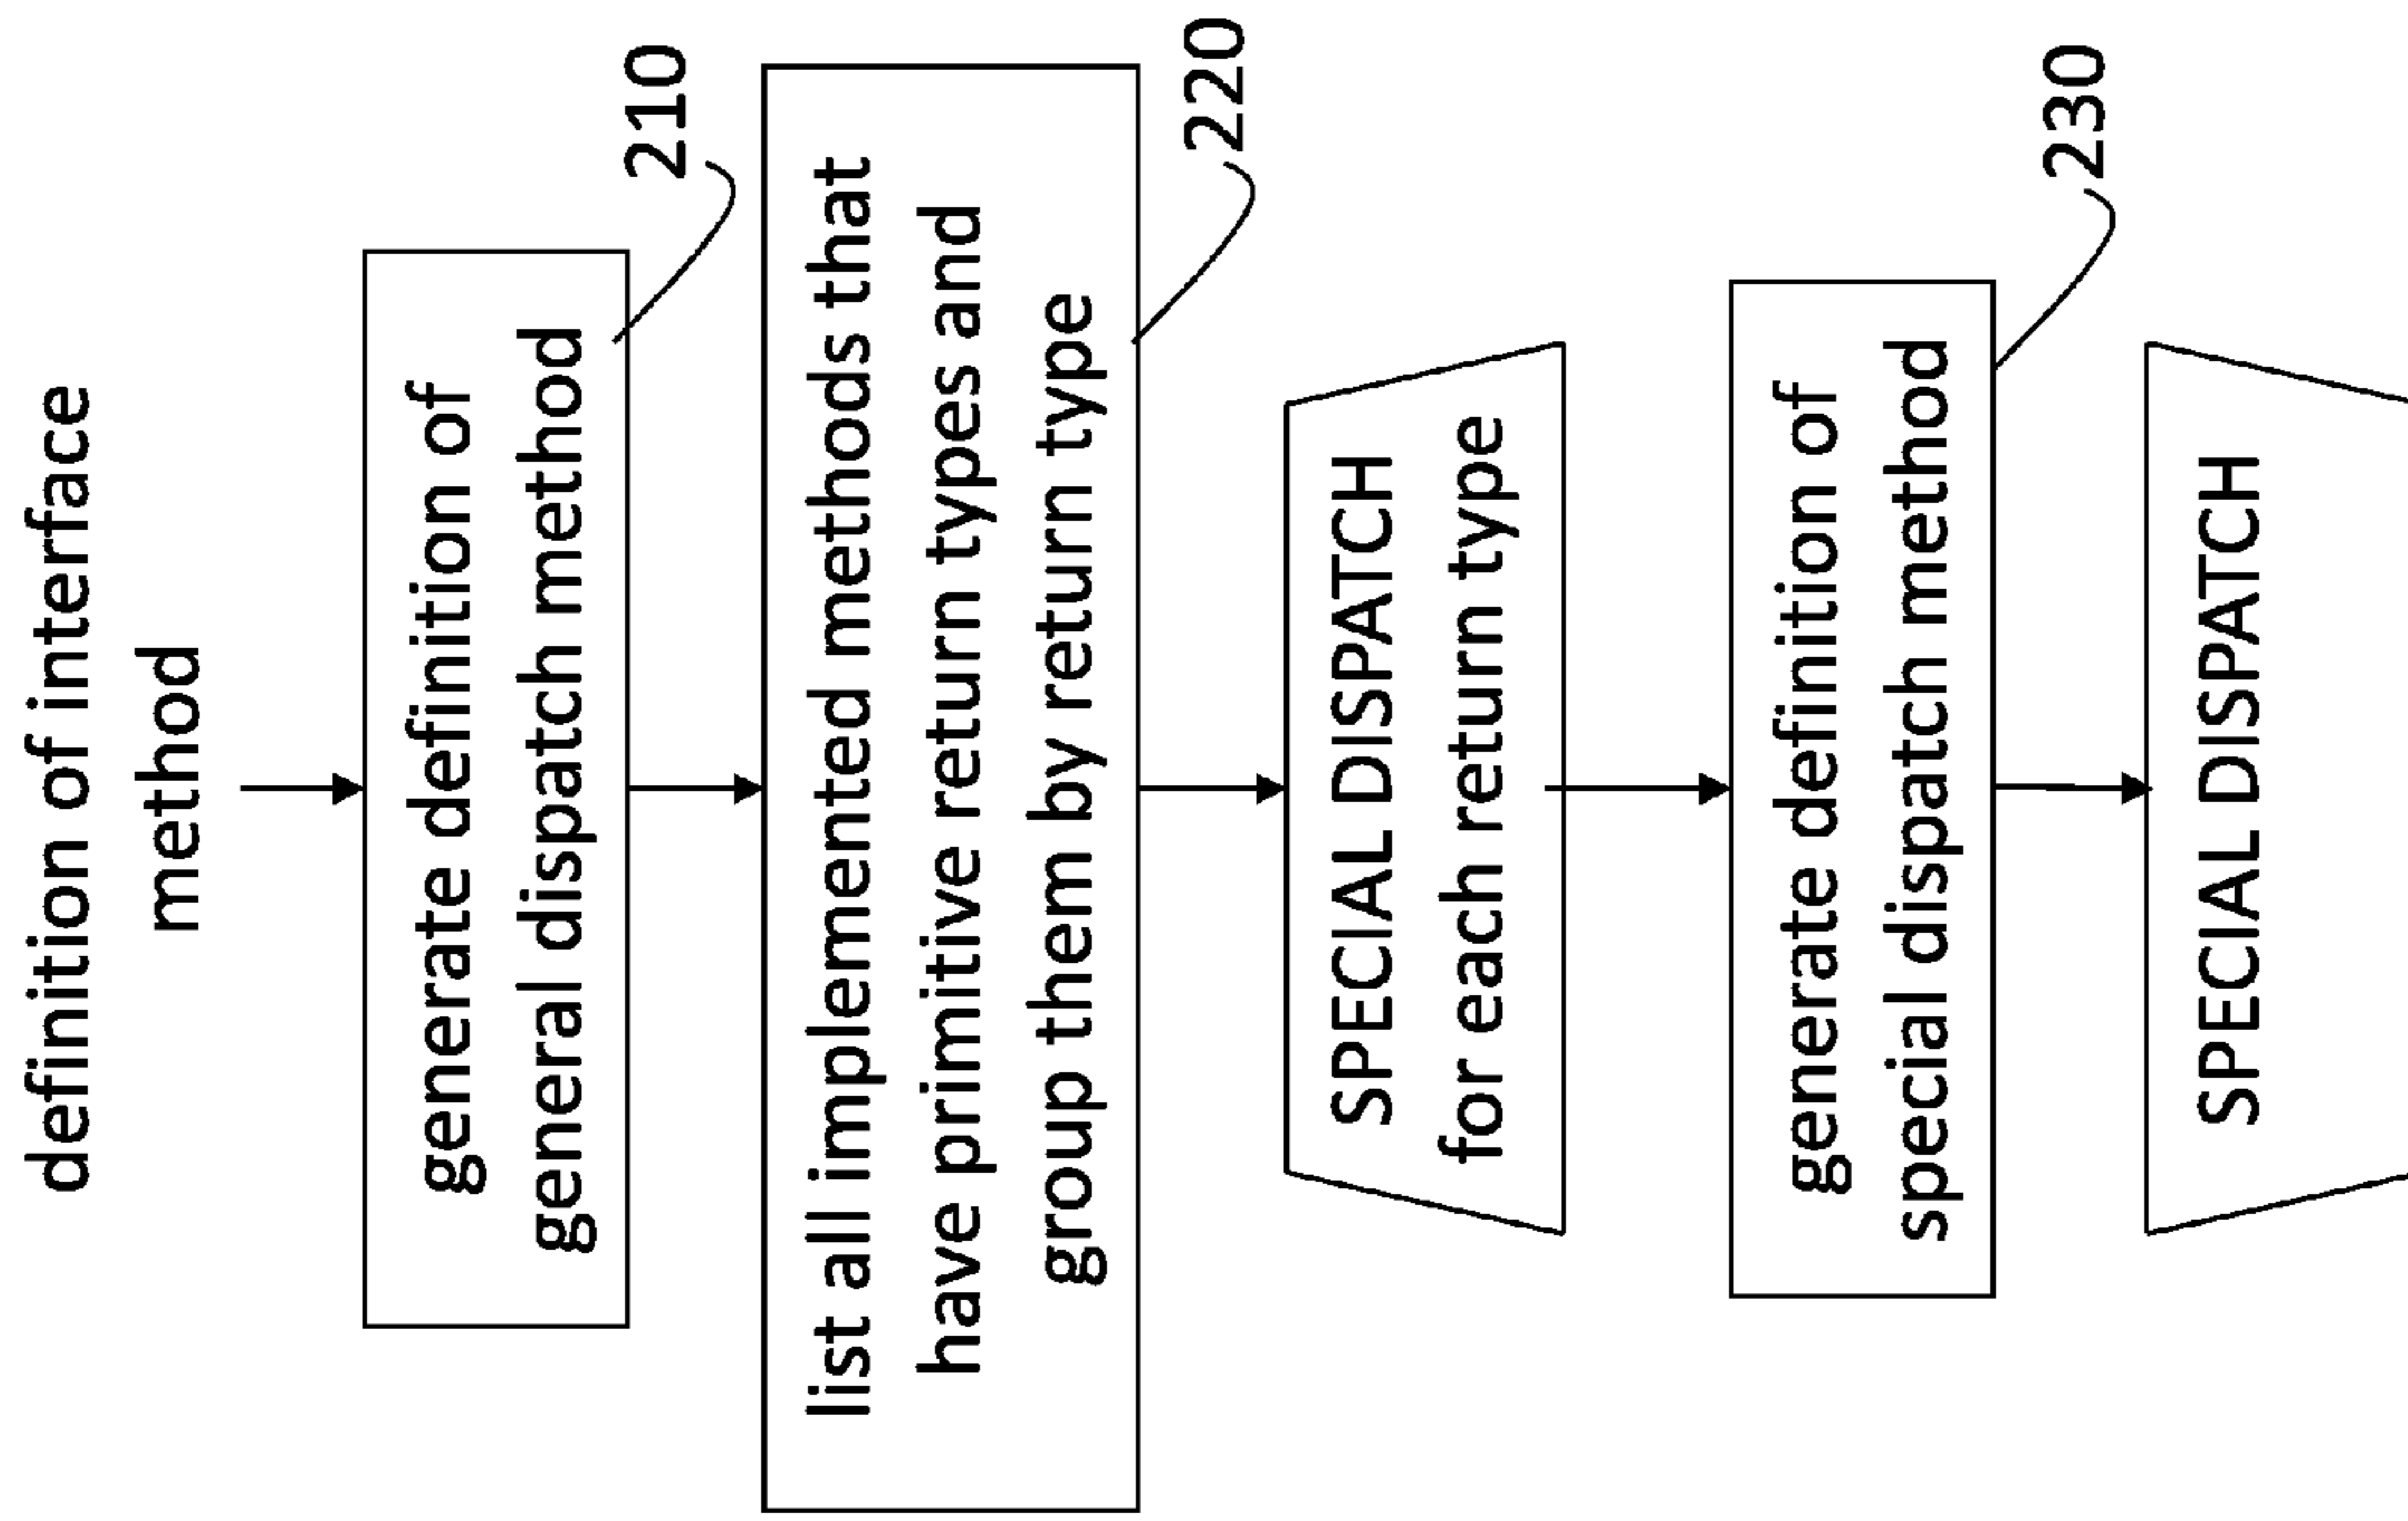 definition of interface
method
generate definition of
general dispatch method
210
list all implemented methods that
have primitive return types and
group them by return type
220
SPECIAL DISPATCH
for each return type
generate definition of
special dispatch method
230
SPECIAL DISPATCH